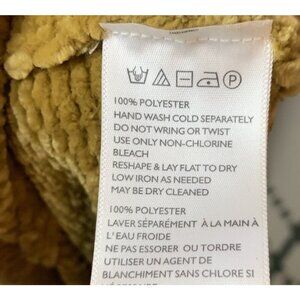 100% POLYESTER
HAND WASH COLD SEPARATELY
DO NOT WRING OR TWIST
USE ONLY NON-CHLORINE
BLEACH
RESHAPE & LAY FLAT TO DRY
LOW IRON AS NEEDED
MAY BE DRY CLEANED
100% POLYESTER
LAVER SÉPARÉMENT À LA MAIN À
L'EAU FROIDE
NE PAS ESSORER OU TORDRE
UTILISER UN AGENT DE
BLANCHIMENT SANS CHLORE SI